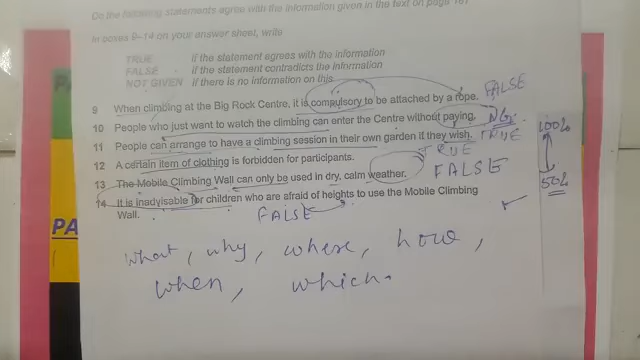 Do the following statements agree with the information given in the text on page 16?
In boxes 9–14 on your answer sheet, write
TRUE if the statement agrees with the information
FALSE if the statement contradicts the information
NOT GIVEN if there is no information on this
9 When climbing at the Big Rock Centre, it is compulsory to be attached by a rope. FALSE
10 People who just want to watch the climbing can enter the Centre without paying. NG
11 People can arrange to have a climbing session in their own garden if they wish. TRUE
12 A certain item of clothing is forbidden for participants. TRUE
13 The Mobile Climbing Wall can only be used in dry, calm weather. FALSE
14 It is inadvisable for children who are afraid of heights to use the Mobile Climbing
Wall. FALSE
100%
50%
what, why, where, how,
when, which.
PA